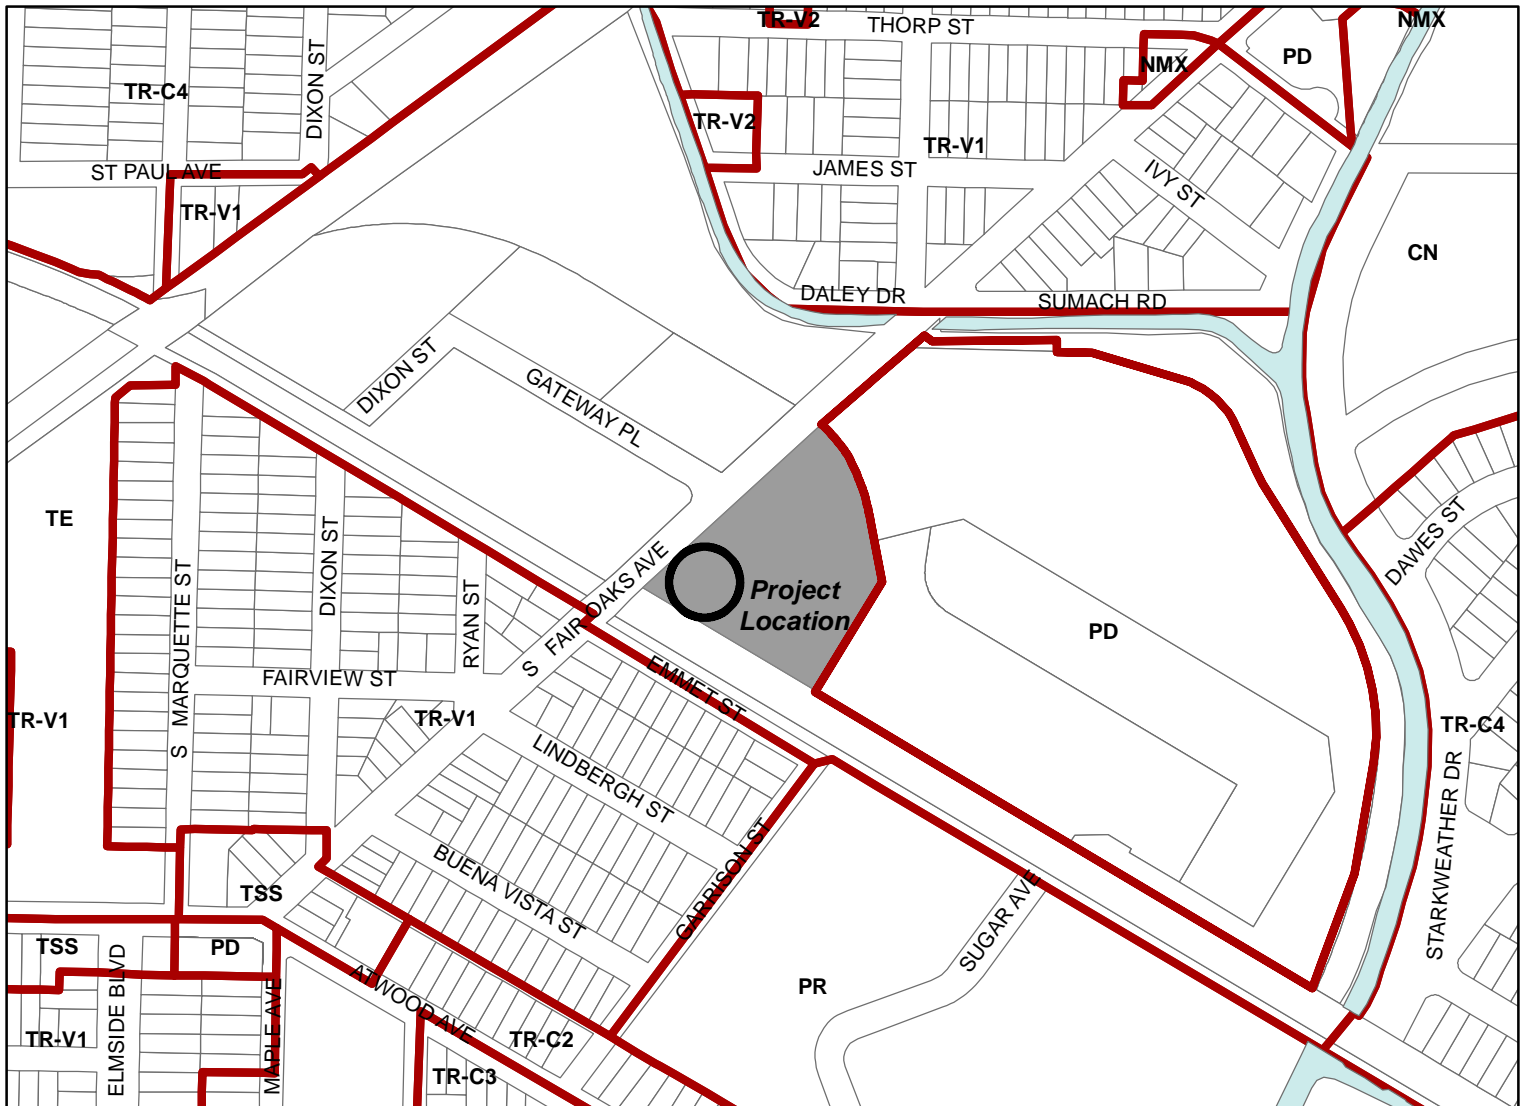 TR-V2
THORP ST
NMX
DIXON ST
TR-C4
NMX
PD
TR-V2
TR-V1
ST PAUL AVE
JAMES ST
IVY ST
TR-V1
CN
DALEY DR
SUMACH RD
DIXON ST
GATEWAY PL
TE
S MARQUETTE ST
DIXON ST
RYAN ST
S FAIR OAKS AVE
Project
Location
DAWES ST
PD
FAIRVIEW ST
EMMET ST
TR-V1
TR-V1
TR-C4
LINDBERGH ST
STARKWEATHER DR
BUENA VISTA ST
GARRISON ST
TSS
SUGAR AVE
TSS
PD
ELMSIDE BLVD
MAPLE AVE
ATWOOD AVE
PR
TR-V1
TR-C2
TR-C3